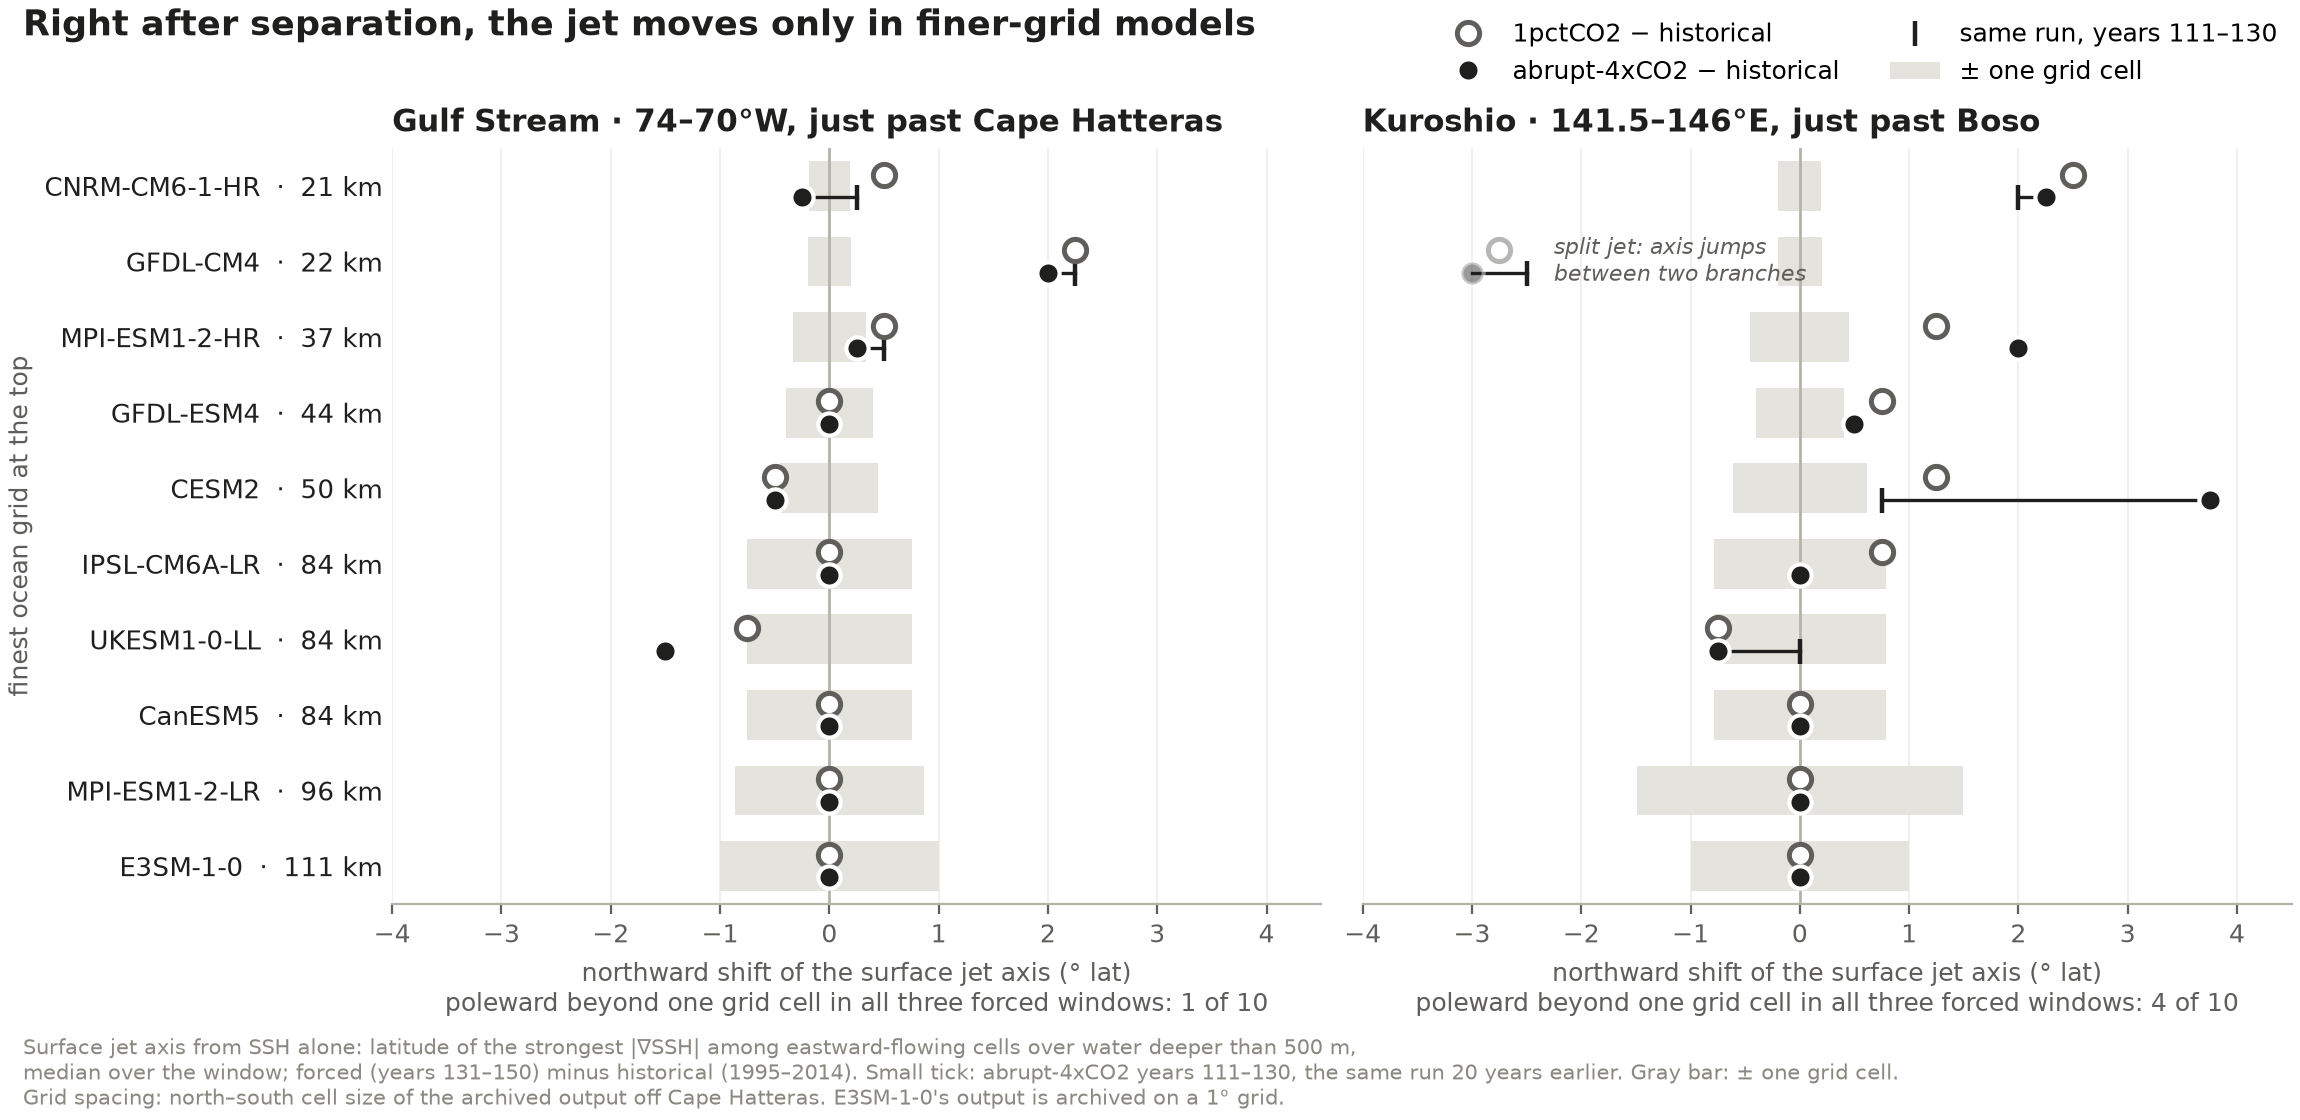 Right after separation, the jet moves only in finer-grid models
1pctCO2 − historical
abrupt-4xCO2 − historical
same run, years 111–130
± one grid cell
Gulf Stream · 74–70°W, just past Cape Hatteras
Kuroshio · 141.5–146°E, just past Boso
finest ocean grid at the top
CNRM-CM6-1-HR · 21 km
GFDL-CM4 · 22 km
MPI-ESM1-2-HR · 37 km
GFDL-ESM4 · 44 km
CESM2 · 50 km
IPSL-CM6A-LR · 84 km
UKESM1-0-LL · 84 km
CanESM5 · 84 km
MPI-ESM1-2-LR · 96 km
E3SM-1-0 · 111 km
split jet: axis jumps
between two branches
−4 −3 −2 −1 0 1 2 3 4
northward shift of the surface jet axis (° lat)
poleward beyond one grid cell in all three forced windows: 1 of 10
−4 −3 −2 −1 0 1 2 3 4
northward shift of the surface jet axis (° lat)
poleward beyond one grid cell in all three forced windows: 4 of 10
Surface jet axis from SSH alone: latitude of the strongest |∇SSH| among eastward-flowing cells over water deeper than 500 m,
median over the window; forced (years 131–150) minus historical (1995–2014). Small tick: abrupt-4xCO2 years 111–130, the same run 20 years earlier. Gray bar: ± one grid cell.
Grid spacing: north–south cell size of the archived output off Cape Hatteras. E3SM-1-0's output is archived on a 1° grid.